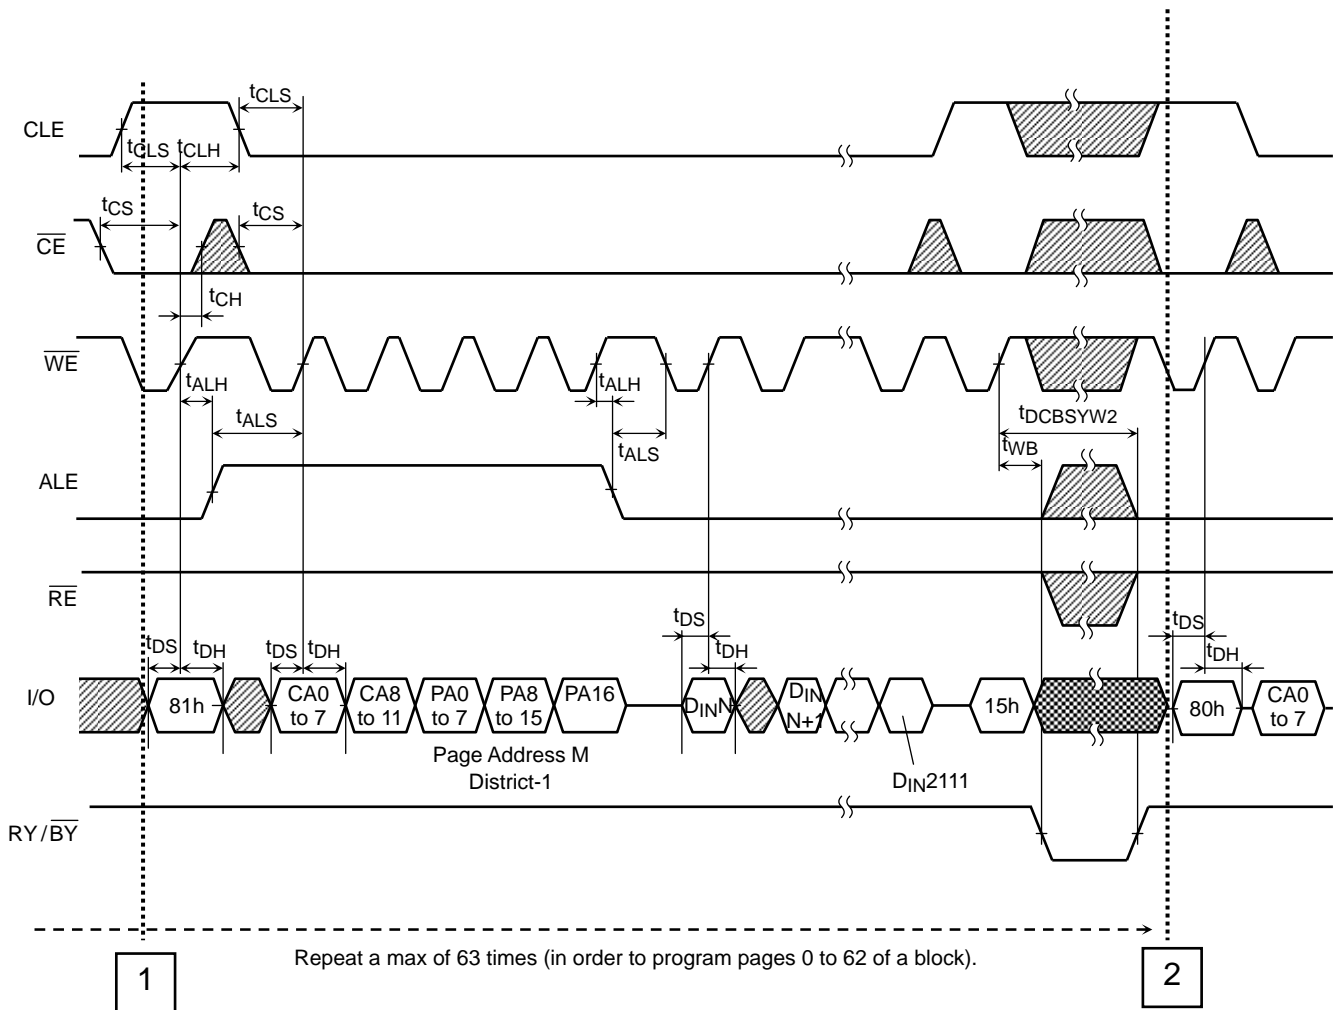 tCLS
CLE
tCLS tCLH
tCS tCS
CE
tCH
WE
tALH tALH
tDCBSYW2
tALS
tWB
tALS
ALE
RE
tDS tDS
tDS tDH tDS tDH tDH tDH
I/O
81h
CA0 to 7
CA8 to 11
PA0 to 7
PA8 to 15
PA16
DINN
DIN N+1
15h
80h
CA0 to 7
Page Address M
District-1
DIN2111
RY/BY
Repeat a max of 63 times (in order to program pages 0 to 62 of a block).
1
2